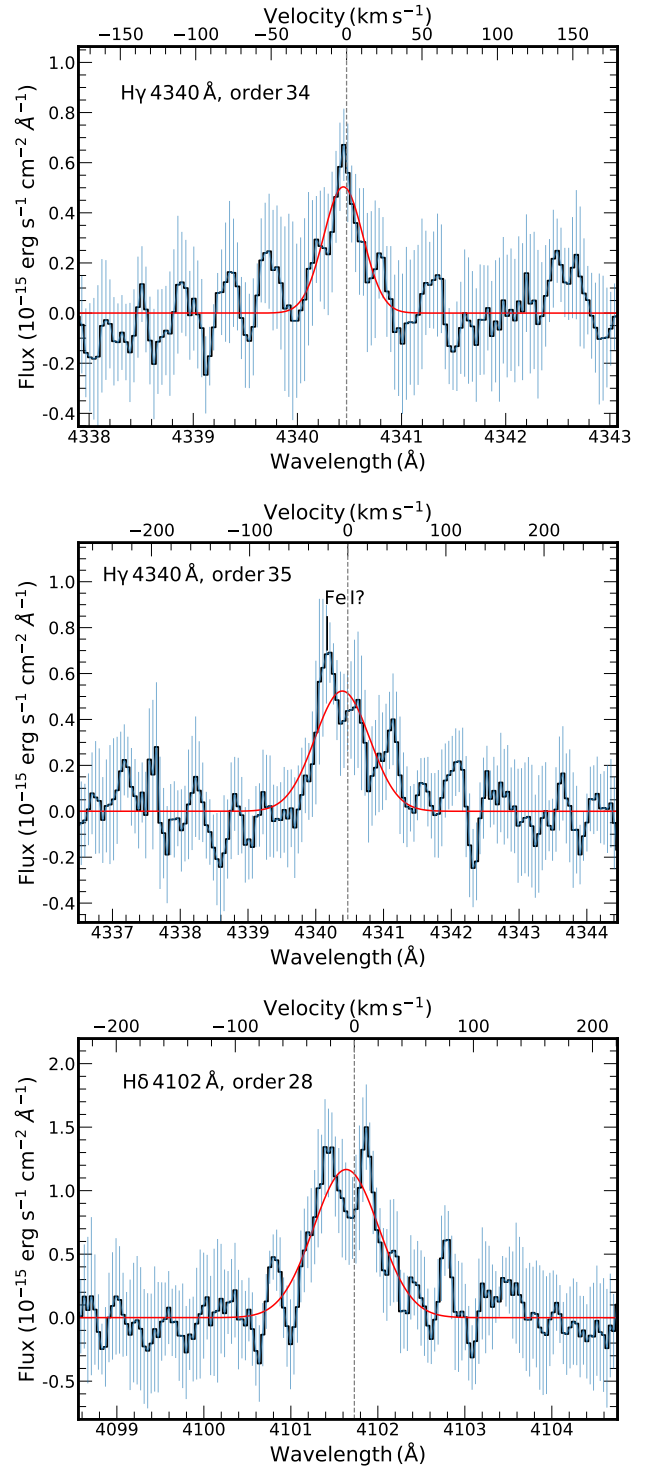 Velocity (km s⁻¹)
−150 −100 −50 0 50 100 150
Hγ 4340 Å, order 34
1.0
0.8
0.6
0.4
0.2
0.0
-0.2
-0.4
Flux (10⁻¹⁵ erg s⁻¹ cm⁻² Å⁻¹)
4338 4339 4340 4341 4342 4343
Wavelength (Å)
Velocity (km s⁻¹)
−200 −100 0 100 200
Hγ 4340 Å, order 35
Fe I?
1.0
0.8
0.6
0.4
0.2
0.0
-0.2
-0.4
Flux (10⁻¹⁵ erg s⁻¹ cm⁻² Å⁻¹)
4337 4338 4339 4340 4341 4342 4343 4344
Wavelength (Å)
Velocity (km s⁻¹)
−200 −100 0 100 200
Hδ 4102 Å, order 28
2.0
1.5
1.0
0.5
0.0
-0.5
Flux (10⁻¹⁵ erg s⁻¹ cm⁻² Å⁻¹)
4099 4100 4101 4102 4103 4104
Wavelength (Å)